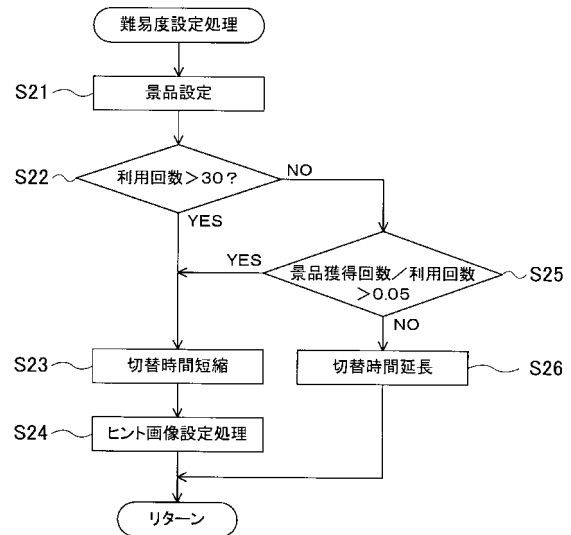 難易度設定処理
S21
景品設定
S22
利用回数＞30？
NO
YES
YES
景品獲得回数／利用回数
＞0.05
S25
NO
S23
切替時間短縮
切替時間延長
S26
S24
ヒント画像設定処理
リターン